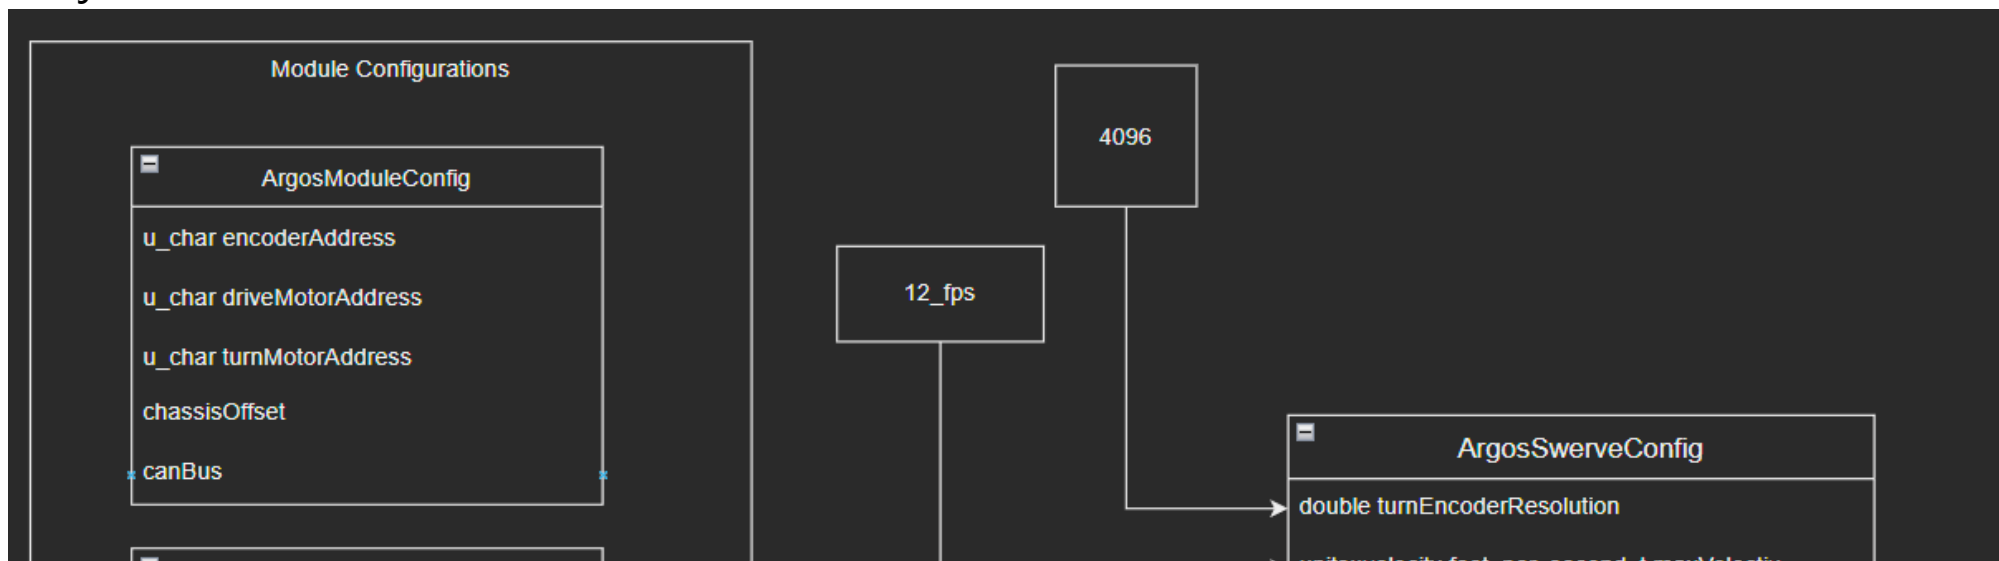 Module Configurations
ArgosModuleConfig
u_char encoderAddress
u_char driveMotorAddress
u_char turnMotorAddress
chassisOffset
canBus
4096
12_fps
ArgosSwerveConfig
double turnEncoderResolution